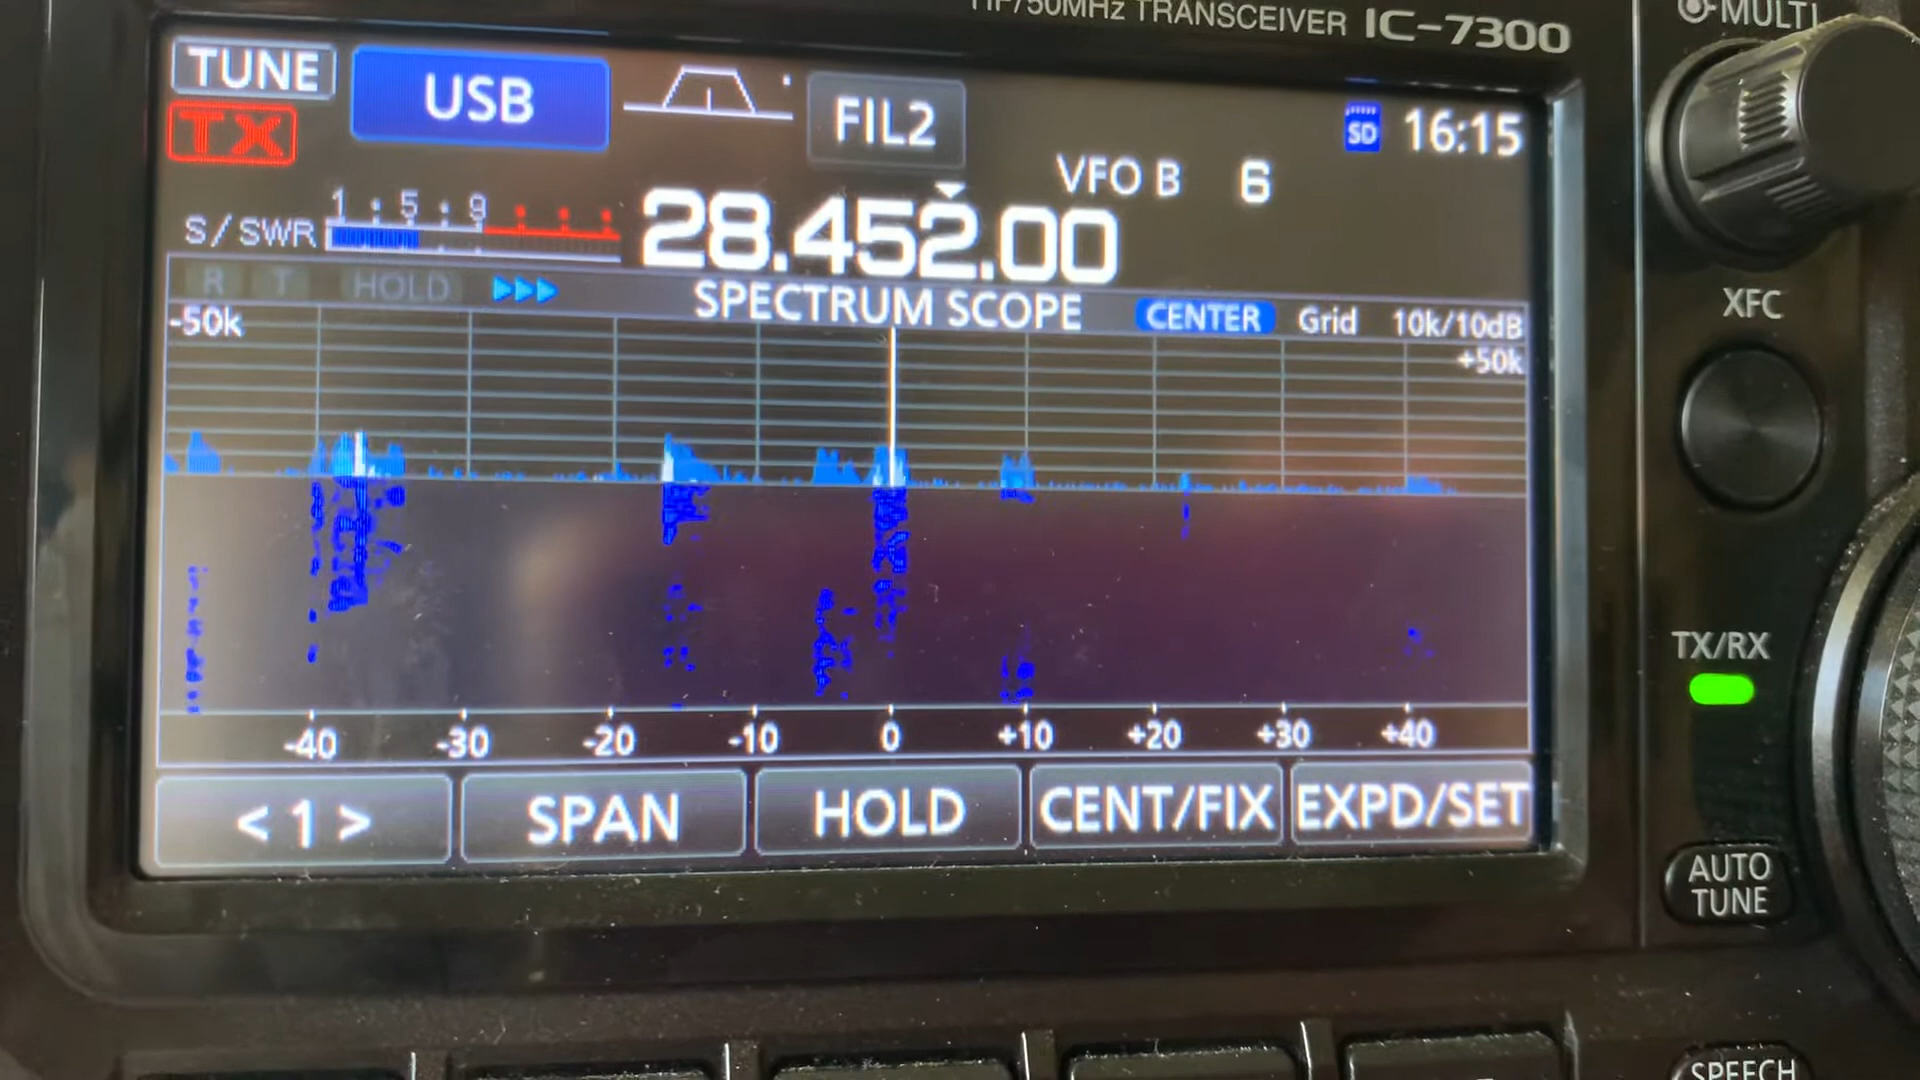 HF/50MHz TRANSCEIVER IC-7300
MULTI
TUNE USB FIL2 SD 16:15
TX
VFO B 6
1 5 9
S/SWR 28.452.00
R T HOLD SPECTRUM SCOPE CENTER Grid 10k/10dB
-50k +50k
-40 -30 -20 -10 0 +10 +20 +30 +40
<1> SPAN HOLD CENT/FIX EXPD/SET
XFC
TX/RX
AUTO
TUNE
SPEECH